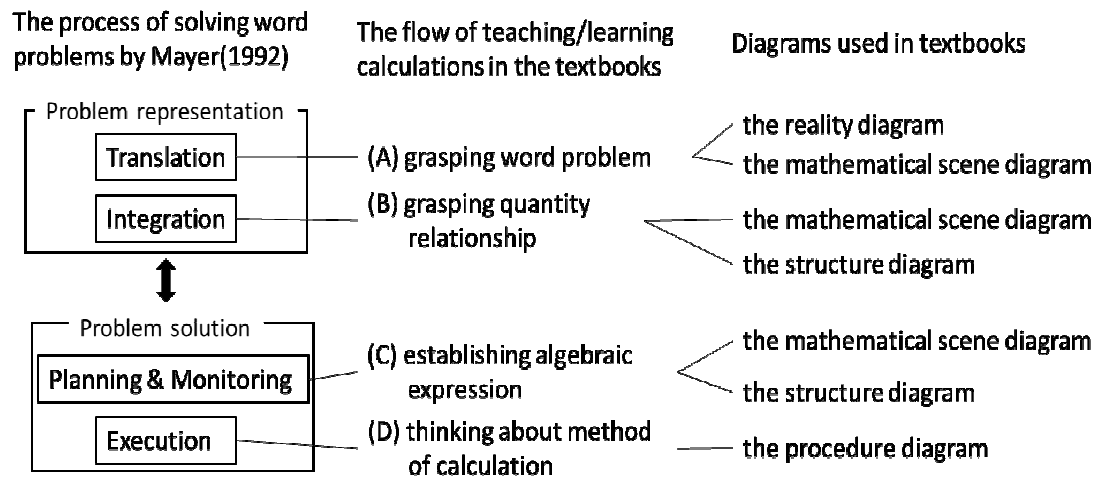 The process of solving word
problems by Mayer(1992)
The flow of teaching/learning
calculations in the textbooks
Diagrams used in textbooks
Problem representation
Translation
(A) grasping word problem
the reality diagram
the mathematical scene diagram
Integration
(B) grasping quantity
relationship
the mathematical scene diagram
the structure diagram
Problem solution
Planning & Monitoring
(C) establishing algebraic
expression
the mathematical scene diagram
the structure diagram
Execution
(D) thinking about method
of calculation
the procedure diagram